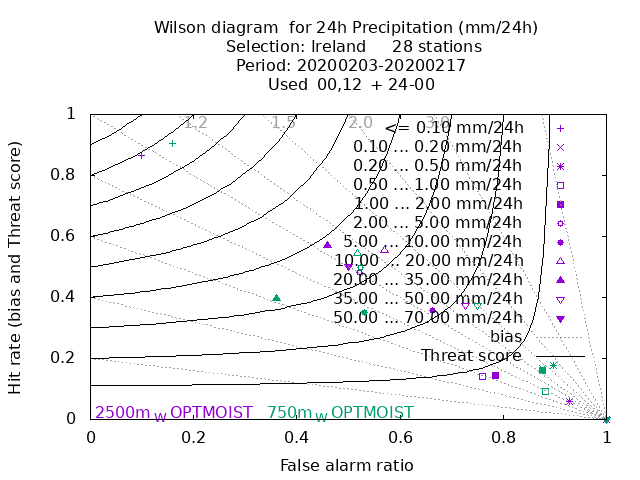 Wilson diagram  for 24h Precipitation (mm/24h)
Selection: Ireland     28 stations
Period: 20200203-20200217
Used  00,12  + 24-00
1.2 1.5 2.0 3.0
<= 0.10 mm/24h
0.10 ... 0.20 mm/24h
0.20 ... 0.50 mm/24h
0.50 ... 1.00 mm/24h
1.00 ... 2.00 mm/24h
2.00 ... 5.00 mm/24h
5.00 ... 10.00 mm/24h
10.00 ... 20.00 mm/24h
20.00 ... 35.00 mm/24h
35.00 ... 50.00 mm/24h
50.00 ... 70.00 mm/24h
bias
Threat score
1
0.8
0.6
0.4
0.2
0
Hit rate (bias and Threat score)
2500m_W OPTMOIST 750m_W OPTMOIST
0 0.2 0.4 0.6 0.8 1
False alarm ratio